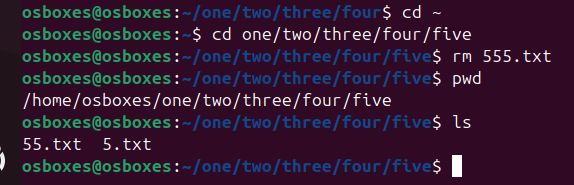 osboxes@osboxes:~/one/two/three/four$ cd ~
osboxes@osboxes:~$ cd one/two/three/four/five
osboxes@osboxes:~/one/two/three/four/five$ rm 555.txt
osboxes@osboxes:~/one/two/three/four/five$ pwd
/home/osboxes/one/two/three/four/five
osboxes@osboxes:~/one/two/three/four/five$ ls
55.txt  5.txt
osboxes@osboxes:~/one/two/three/four/five$